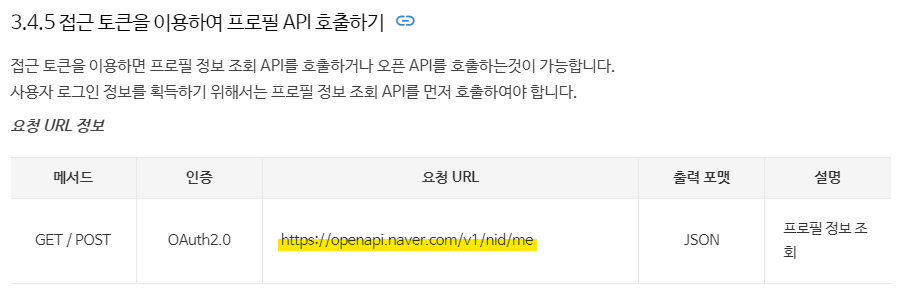 3.4.5 접근 토큰을 이용하여 프로필 API 호출하기
접근 토큰을 이용하면 프로필 정보 조회 API를 호출하거나 오픈 API를 호출하는것이 가능합니다.
사용자 로그인 정보를 획득하기 위해서는 프로필 정보 조회 API를 먼저 호출하여야 합니다.
요청 URL 정보
메서드 인증 요청 URL 출력 포맷 설명
GET / POST OAuth2.0 https://openapi.naver.com/v1/nid/me JSON 프로필 정보 조
회